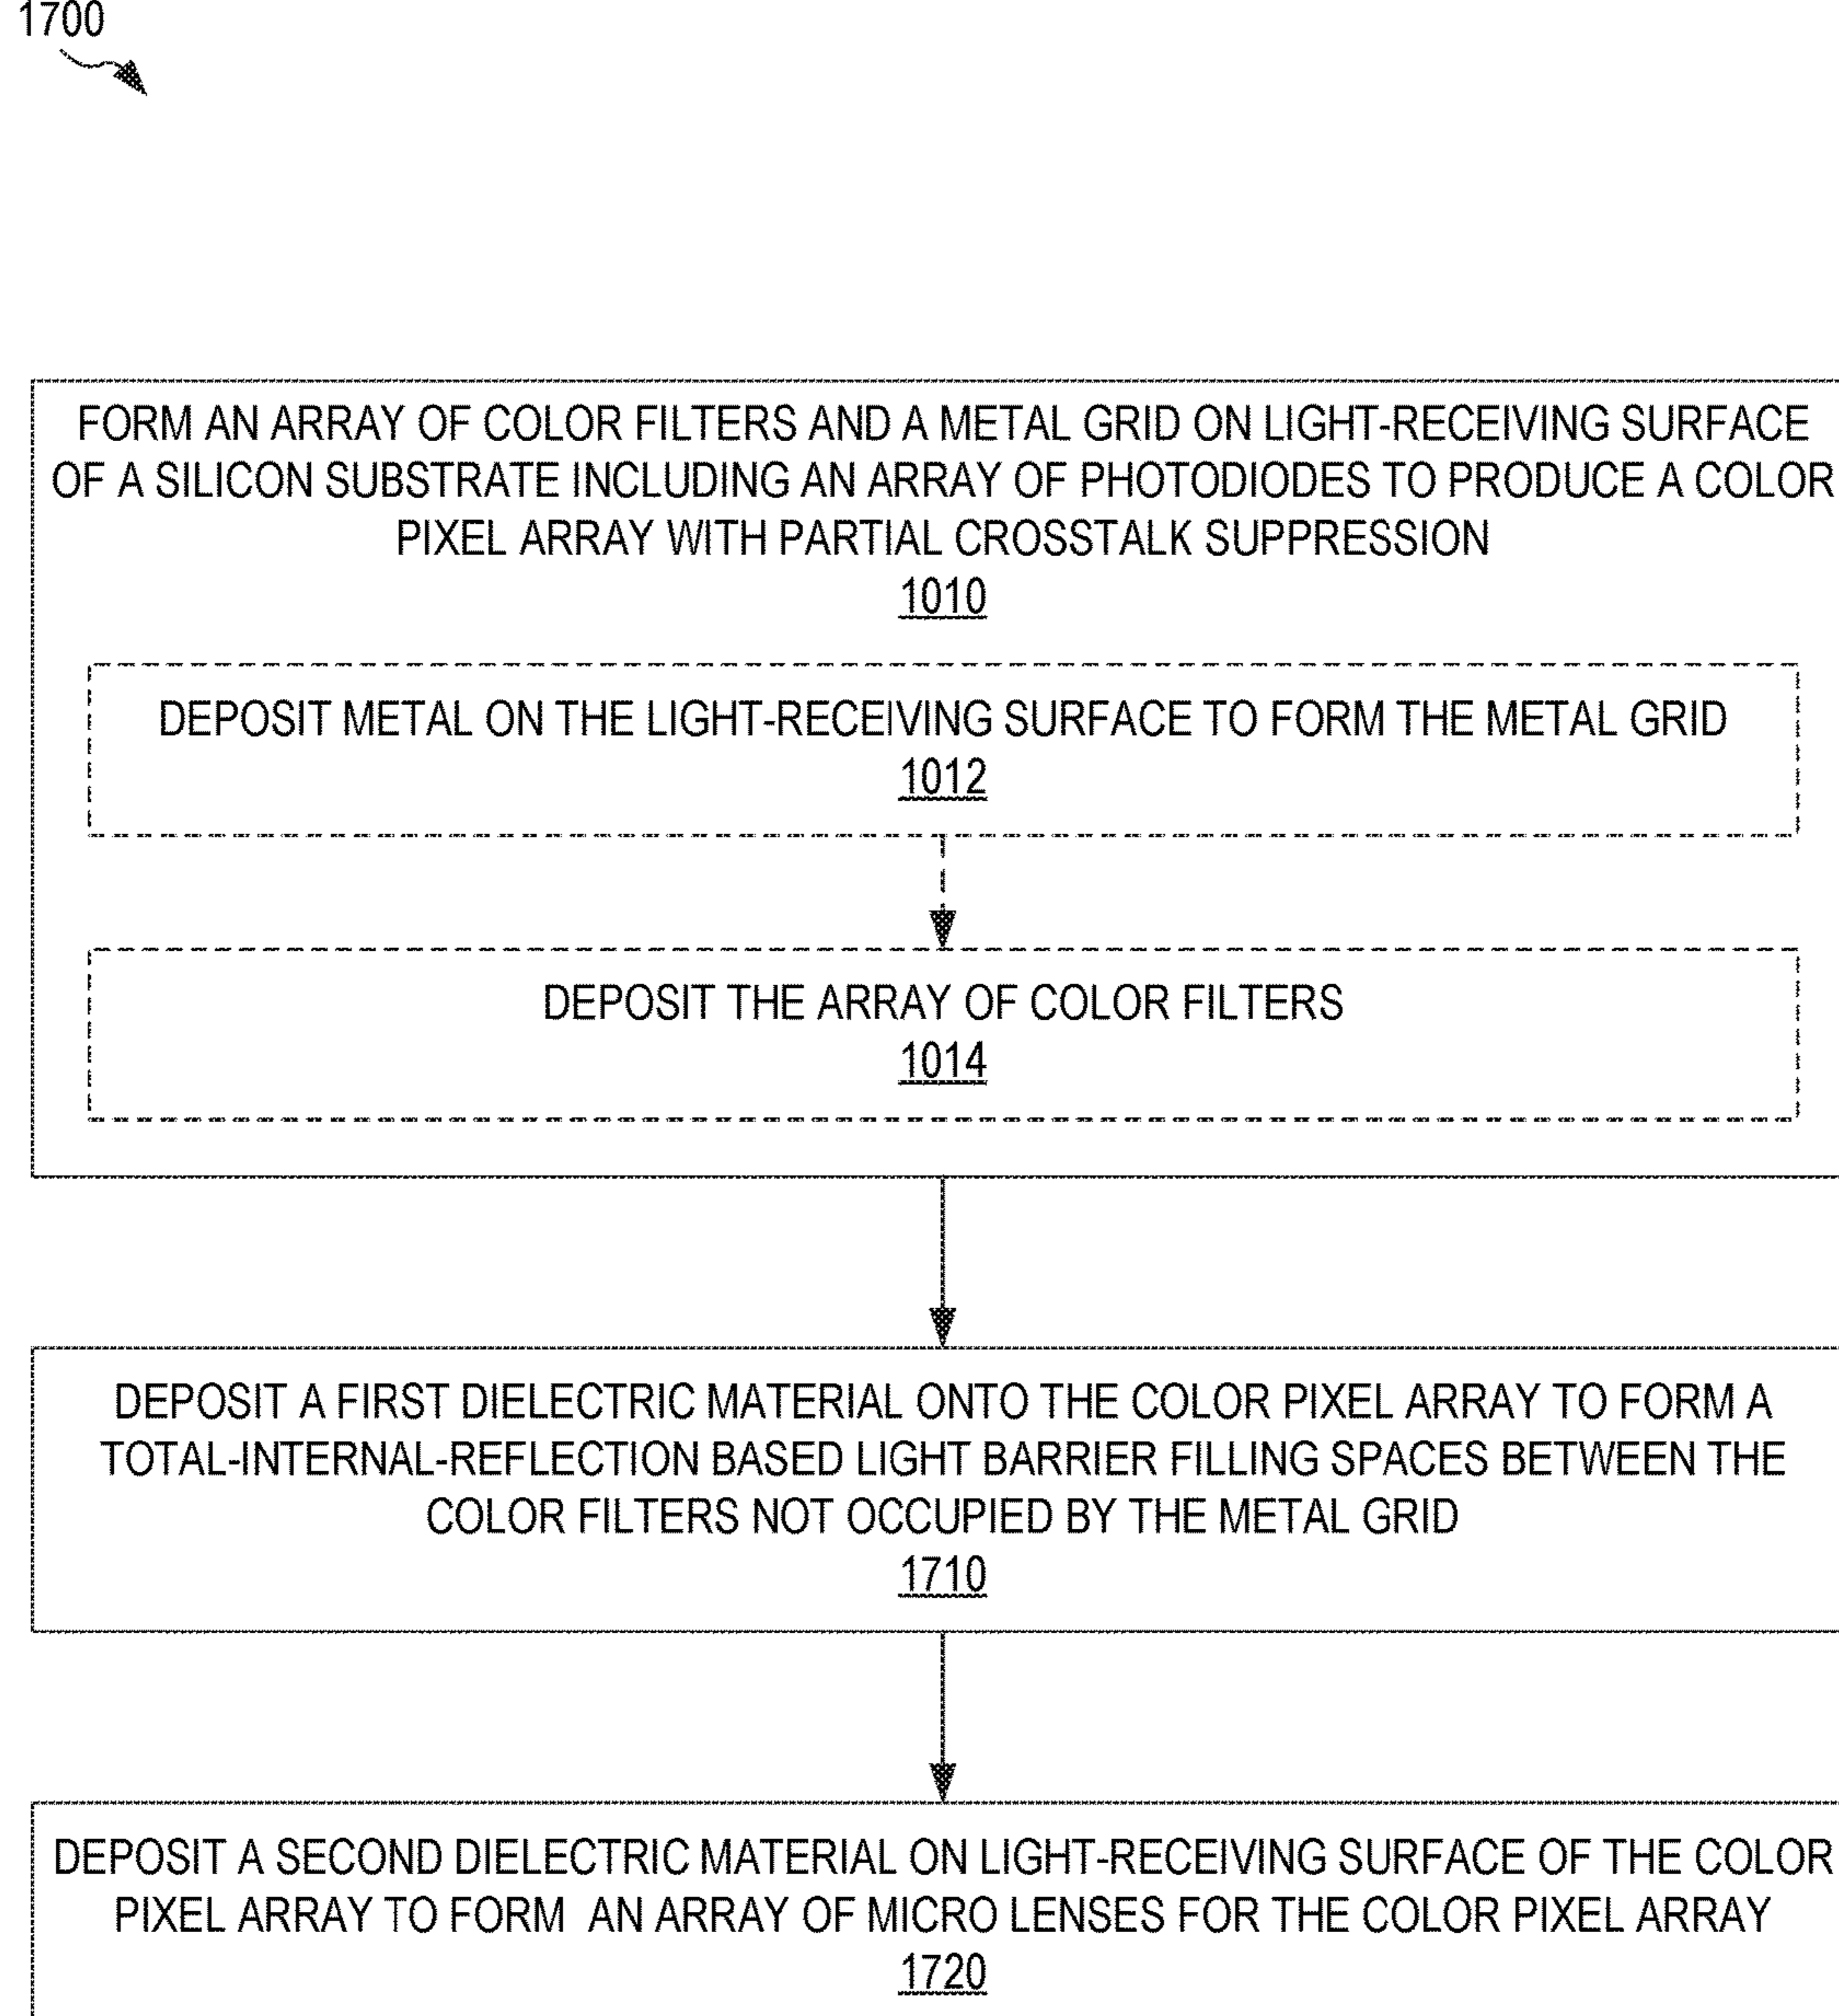 1700
FORM AN ARRAY OF COLOR FILTERS AND A METAL GRID ON LIGHT-RECEIVING SURFACE
OF A SILICON SUBSTRATE INCLUDING AN ARRAY OF PHOTODIODES TO PRODUCE A COLOR
PIXEL ARRAY WITH PARTIAL CROSSTALK SUPPRESSION
1010
DEPOSIT METAL ON THE LIGHT-RECEIVING SURFACE TO FORM THE METAL GRID
1012
DEPOSIT THE ARRAY OF COLOR FILTERS
1014
DEPOSIT A FIRST DIELECTRIC MATERIAL ONTO THE COLOR PIXEL ARRAY TO FORM A
TOTAL-INTERNAL-REFLECTION BASED LIGHT BARRIER FILLING SPACES BETWEEN THE
COLOR FILTERS NOT OCCUPIED BY THE METAL GRID
1710
DEPOSIT A SECOND DIELECTRIC MATERIAL ON LIGHT-RECEIVING SURFACE OF THE COLOR
PIXEL ARRAY TO FORM AN ARRAY OF MICRO LENSES FOR THE COLOR PIXEL ARRAY
1720